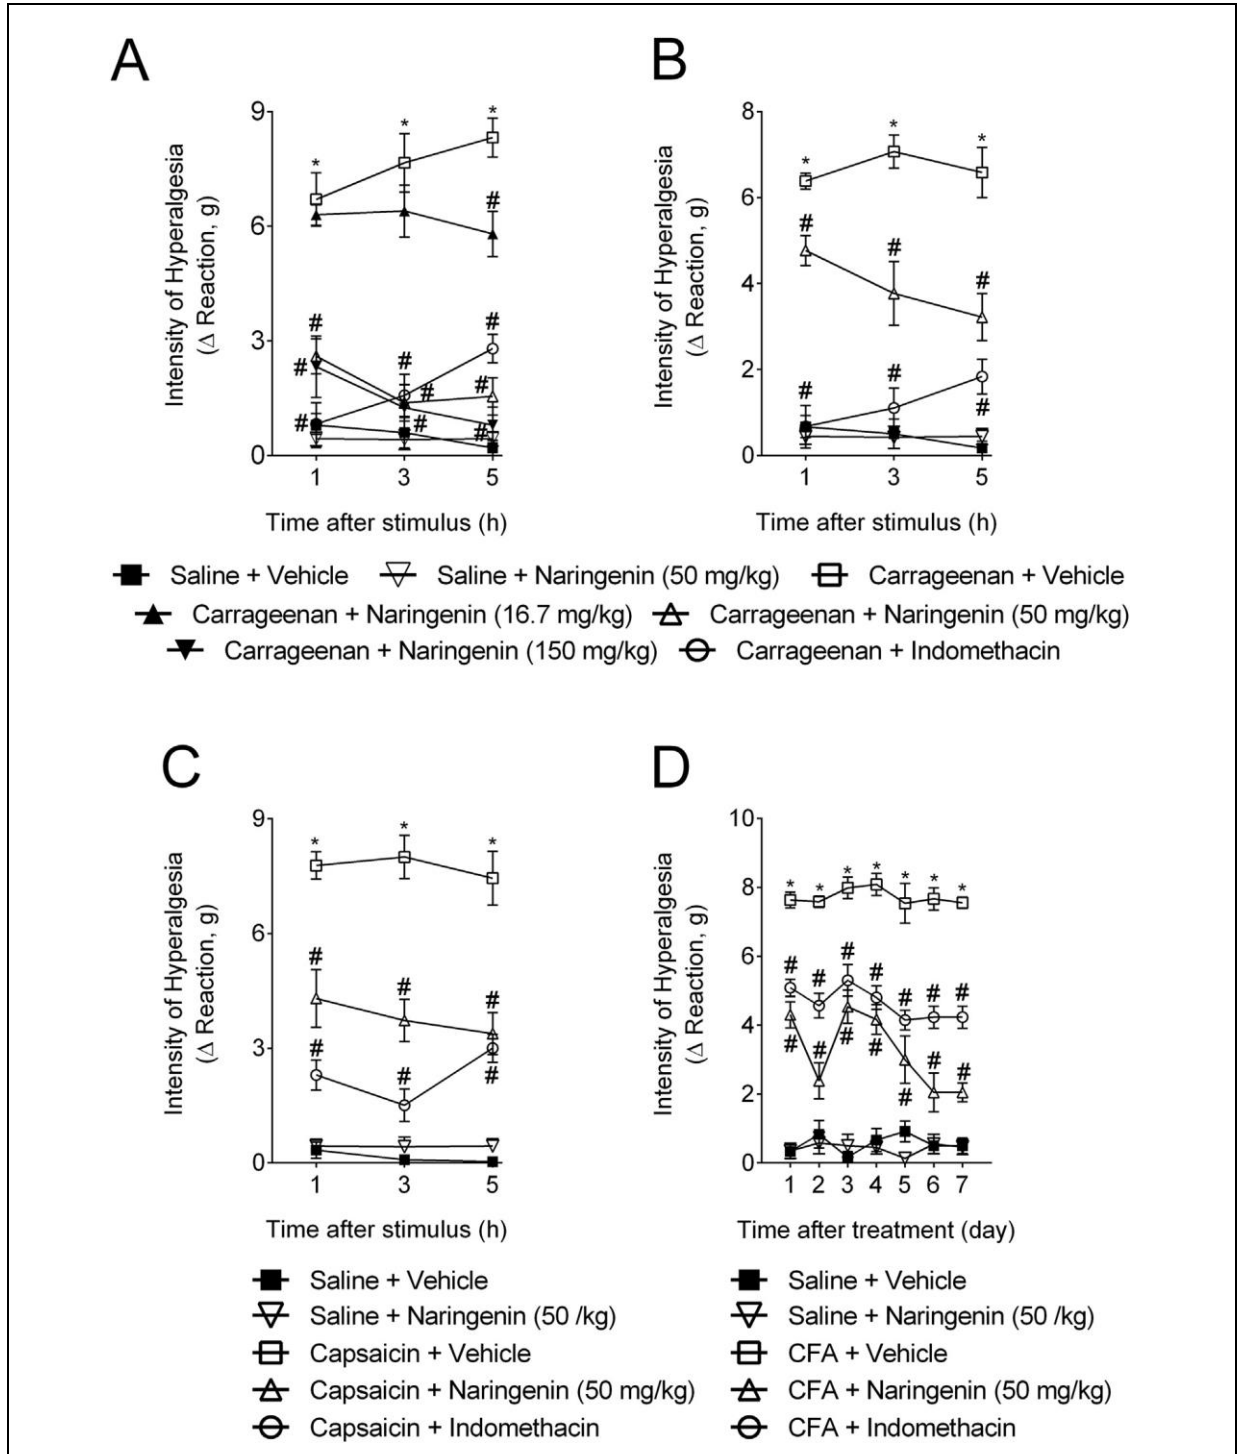 A
B
Intensity of Hyperalgesia
(Δ Reaction, g)
9
6
3
0
* * *
#
# # #
# # # #
# # #
1 3 5
Time after stimulus (h)
Intensity of Hyperalgesia
(Δ Reaction, g)
8
6
4
2
0
* * *
# # #
# # #
1 3 5
Time after stimulus (h)
Saline + Vehicle
Saline + Naringenin (50 mg/kg)
Carrageenan + Vehicle
Carrageenan + Naringenin (16.7 mg/kg)
Carrageenan + Naringenin (50 mg/kg)
Carrageenan + Naringenin (150 mg/kg)
Carrageenan + Indomethacin
C
D
Intensity of Hyperalgesia
(Δ Reaction, g)
9
6
3
0
* * *
# # #
# # #
1 3 5
Time after stimulus (h)
Intensity of Hyperalgesia
(Δ Reaction, g)
10
8
6
4
2
0
* * * * * * *
# # # # # # #
# # # # # # #
1 2 3 4 5 6 7
Time after treatment (day)
Saline + Vehicle
Saline + Naringenin (50 /kg)
Capsaicin + Vehicle
Capsaicin + Naringenin (50 mg/kg)
Capsaicin + Indomethacin
Saline + Vehicle
Saline + Naringenin (50 /kg)
CFA + Vehicle
CFA + Naringenin (50 mg/kg)
CFA + Indomethacin